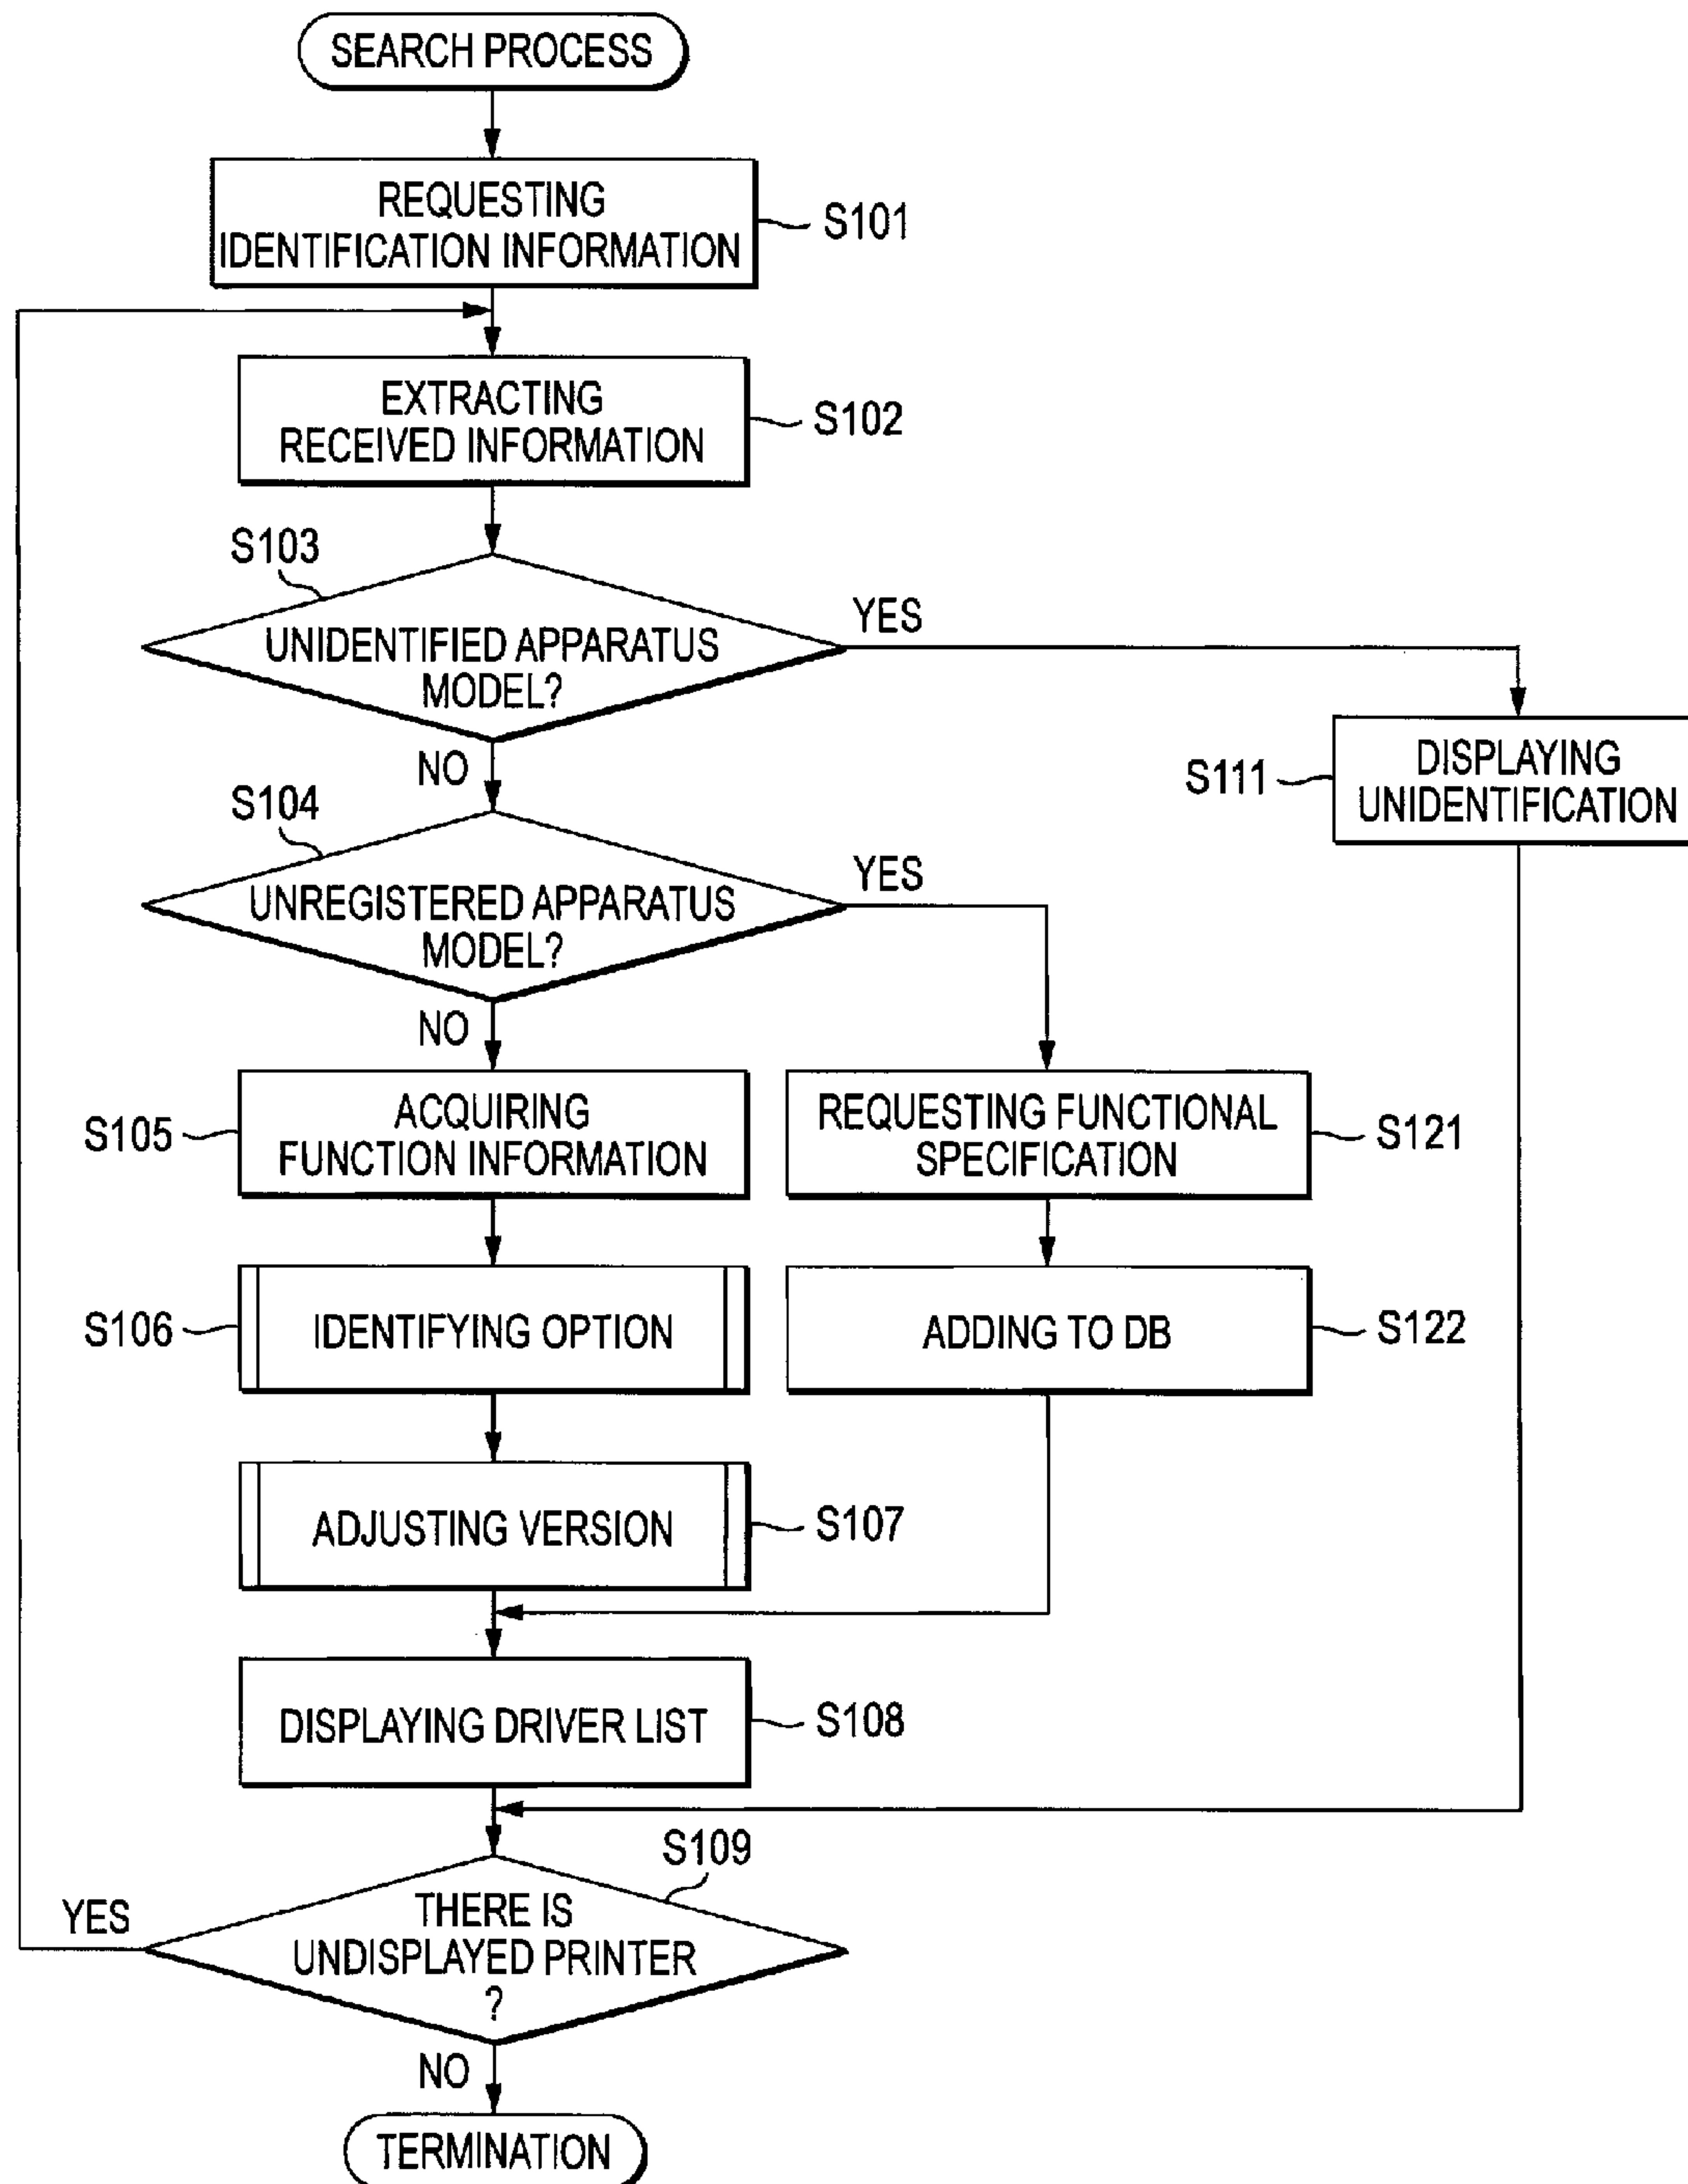 SEARCH PROCESS
REQUESTING
IDENTIFICATION INFORMATION
S101
EXTRACTING
RECEIVED INFORMATION
S102
S103
UNIDENTIFIED APPARATUS
MODEL?
YES
NO
S111
DISPLAYING
UNIDENTIFICATION
S104
UNREGISTERED APPARATUS
MODEL?
YES
NO
S105
ACQUIRING
FUNCTION INFORMATION
REQUESTING FUNCTIONAL
SPECIFICATION
S121
S106
IDENTIFYING OPTION
ADDING TO DB
S122
ADJUSTING VERSION
S107
DISPLAYING DRIVER LIST
S108
S109
THERE IS
UNDISPLAYED PRINTER
?
YES
NO
TERMINATION